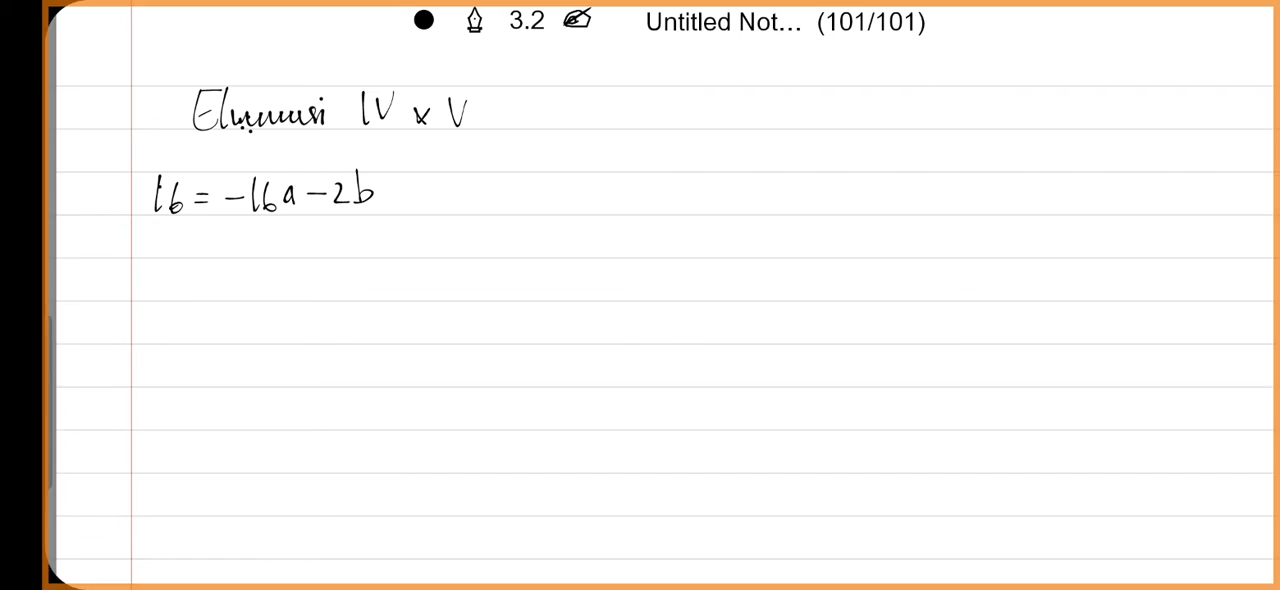 3.2 Untitled Not... (101/101)
Eliminasi IV x V
16 = -16a - 2b